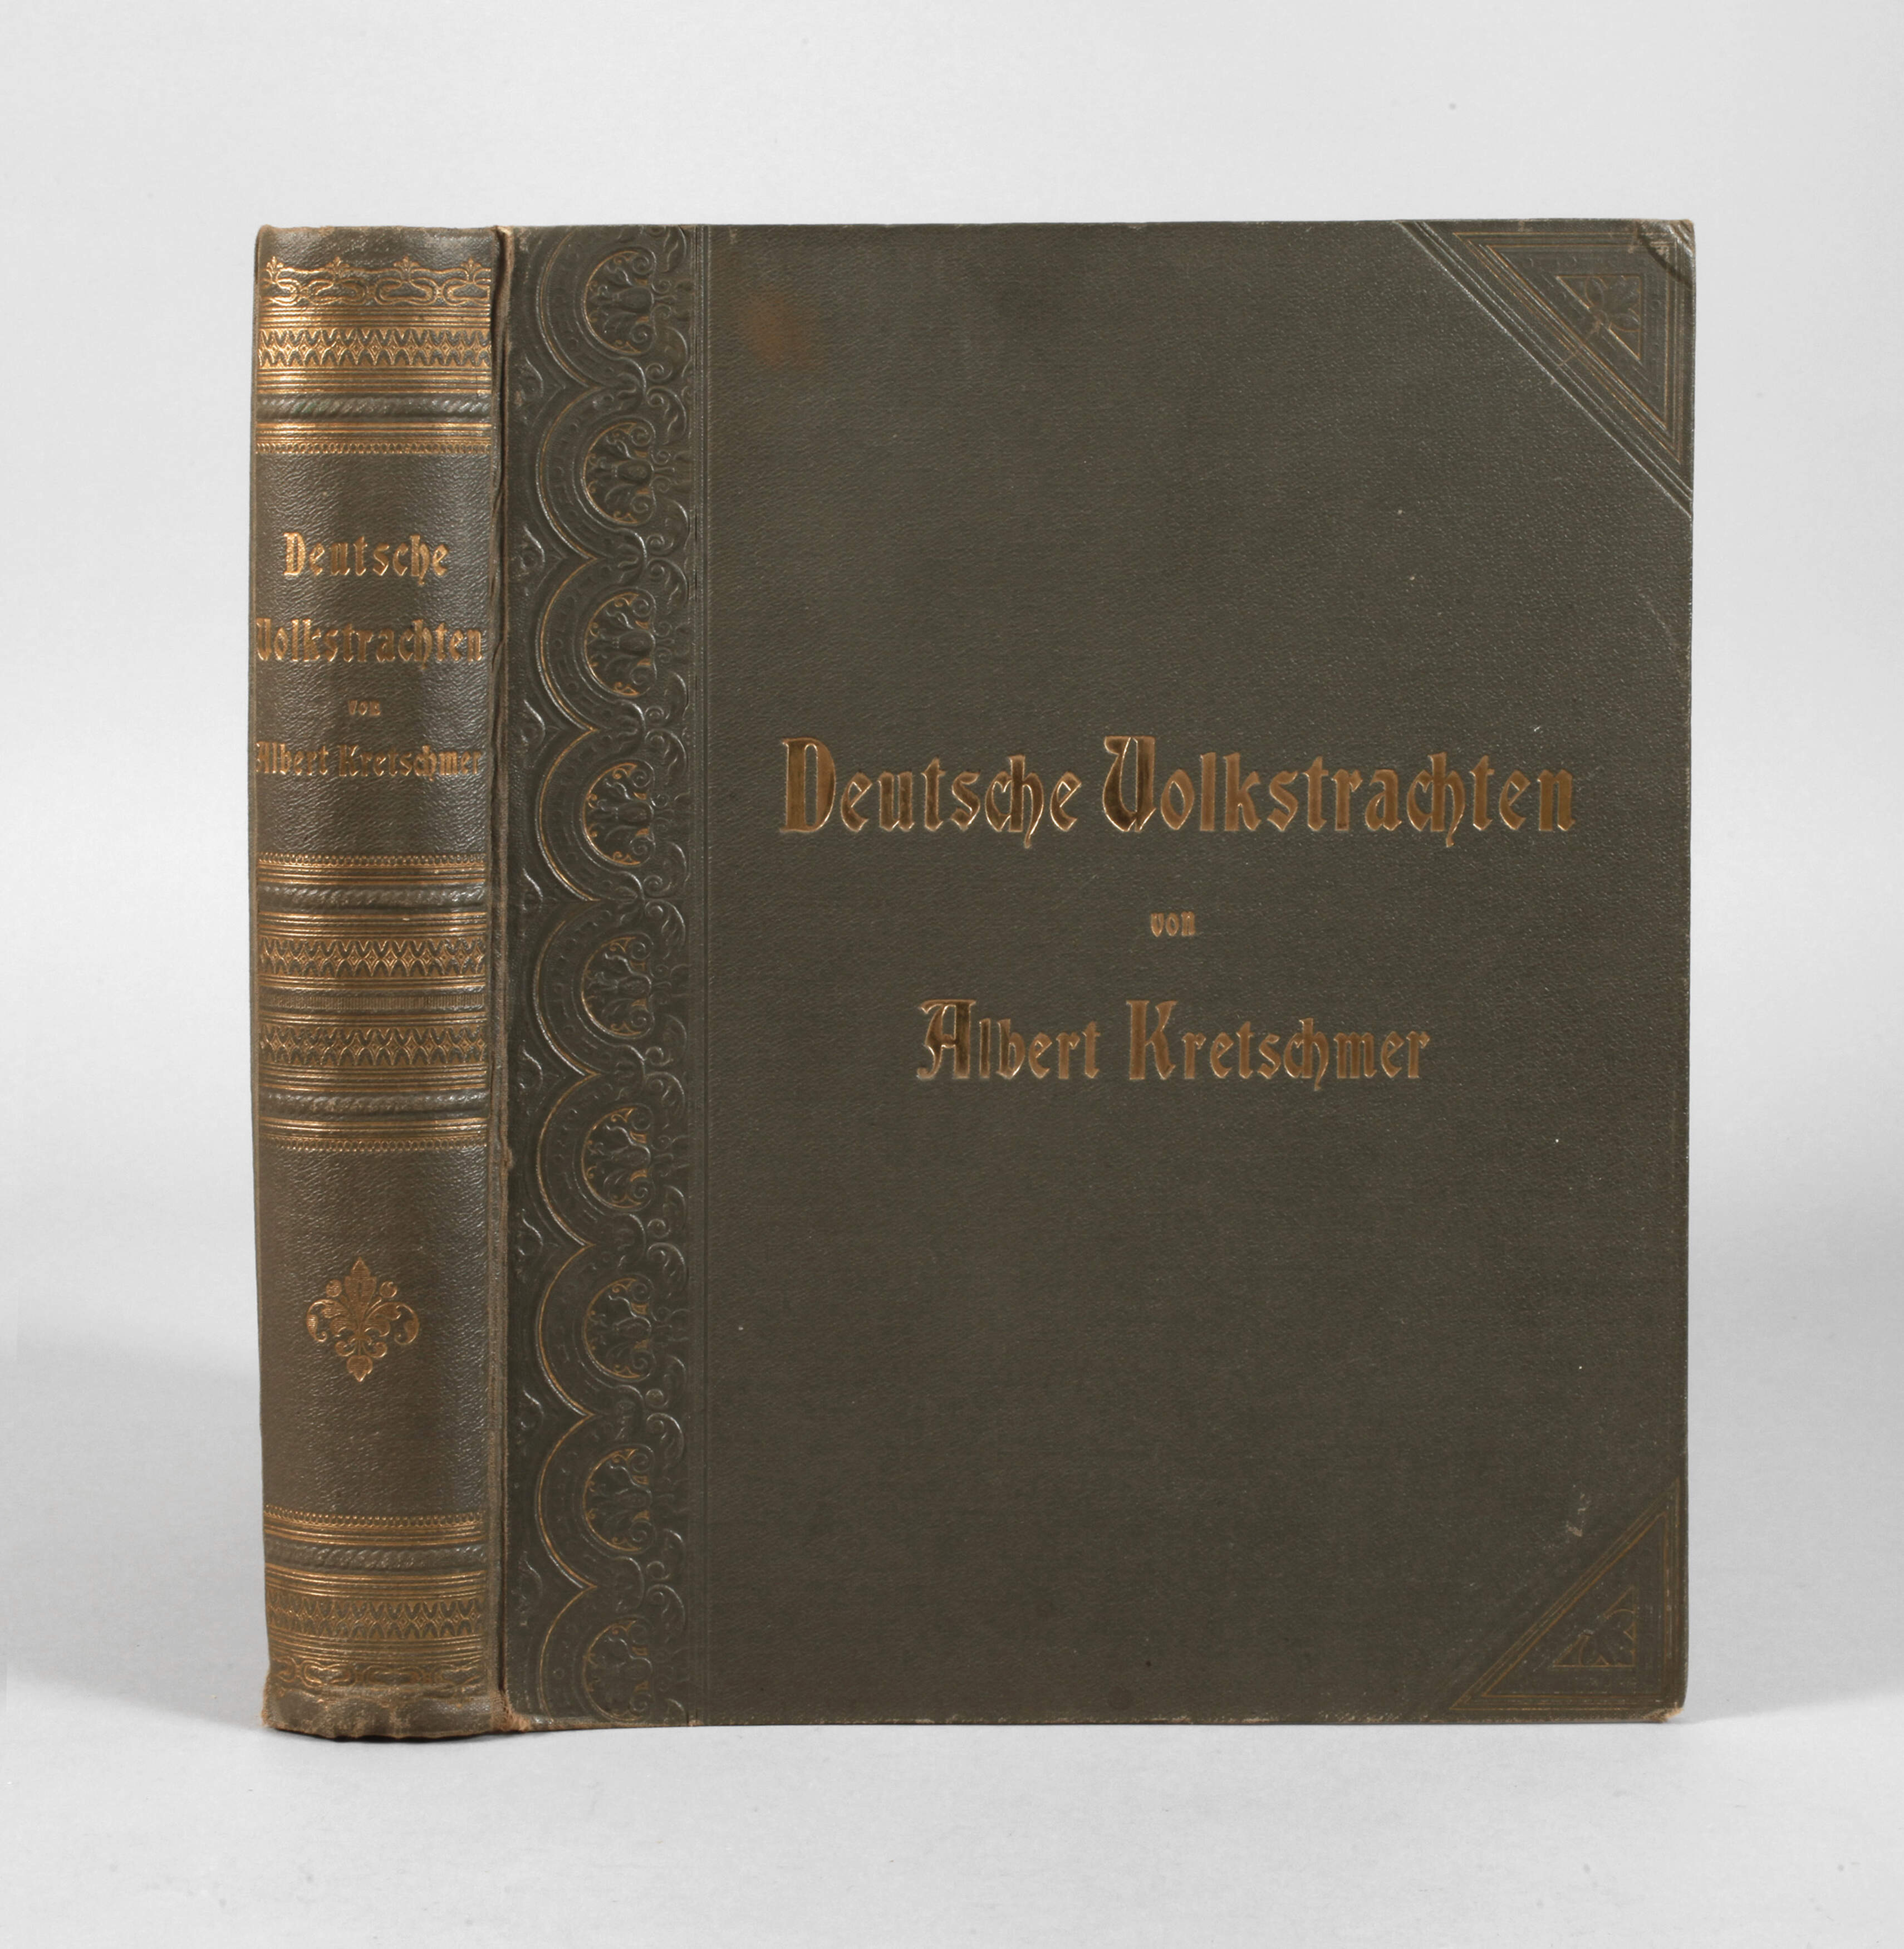 Deutsche
Volkstrachten
von
Albert Kretschmer
Deutsche Volkstrachten
von
Albert Kretschmer